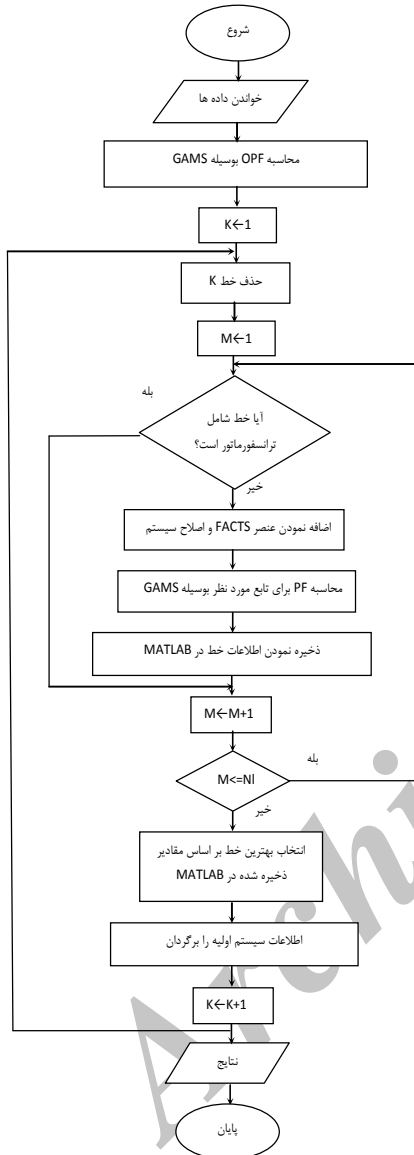 شروع
خواندن داده ها
محاسبه OPF بوسیله GAMS
K←1
حذف خط K
M←1
بله
آیا خط شامل
ترانسفورماتور است؟
خیر
اضافه نمودن عنصر FACTS و اصلاح سیستم
محاسبه PF برای تابع مورد نظر بوسیله GAMS
ذخیره نمودن اطلاعات خط در MATLAB
M←M+1
بله
M<=Nl
خیر
انتخاب بهترین خط بر اساس مقادیر
ذخیره شده در MATLAB
اطلاعات سیستم اولیه را برگردان
K←K+1
نتایج
پایان
Archi